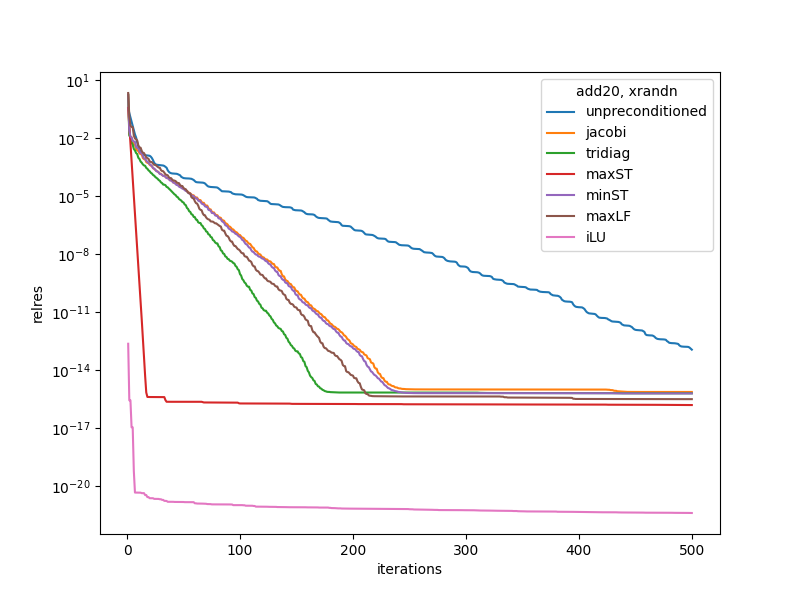 add20, xrandn
unpreconditioned
jacobi
tridiag
maxST
minST
maxLF
iLU
10^1
10^-2
10^-5
10^-8
10^-11
10^-14
10^-17
10^-20
relres
0 100 200 300 400 500
iterations